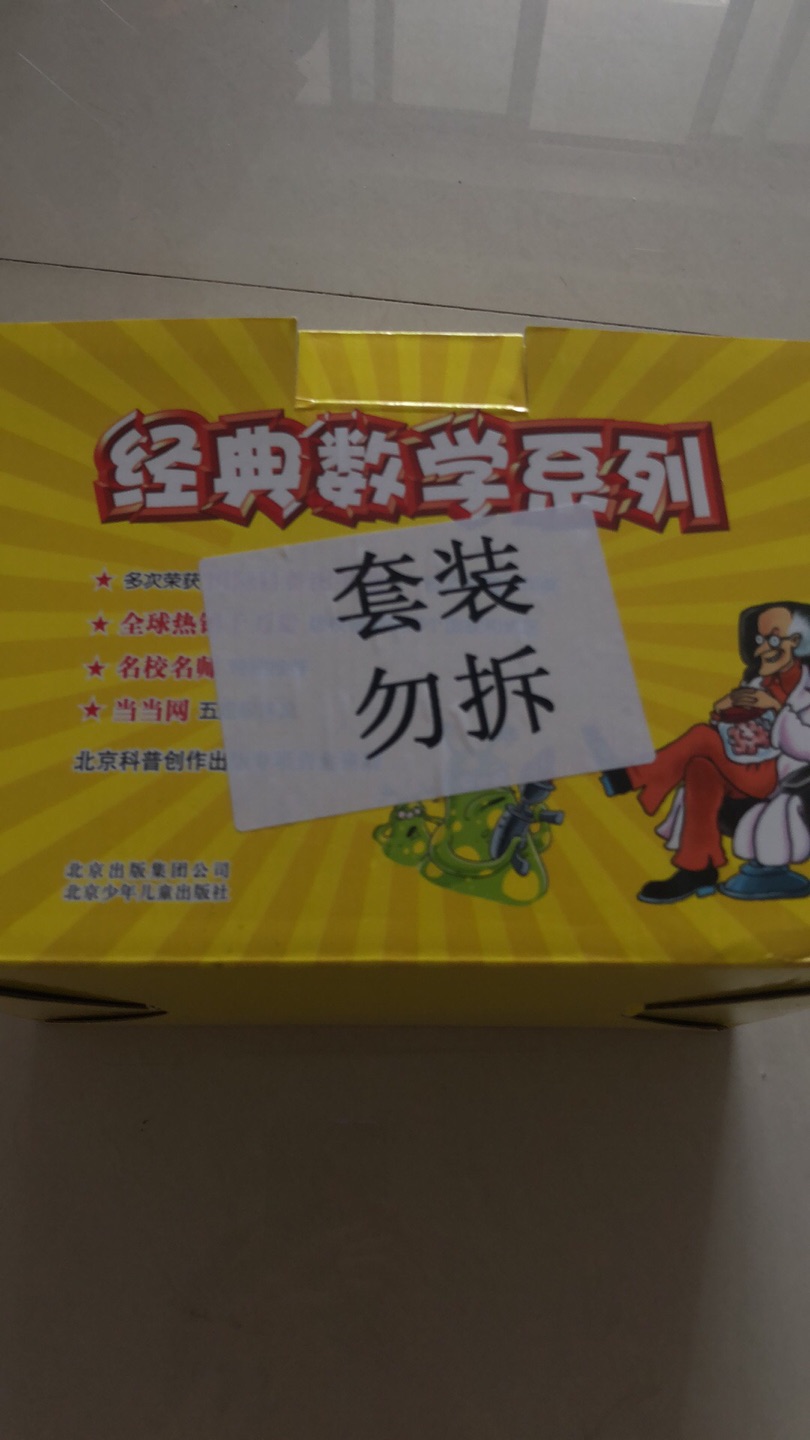 经典数学系列
多次荣获
全球热销
名校名师
当当网 五
北京科普创作出
套装
勿拆
北京出版集团公司
北京少年儿童出版社